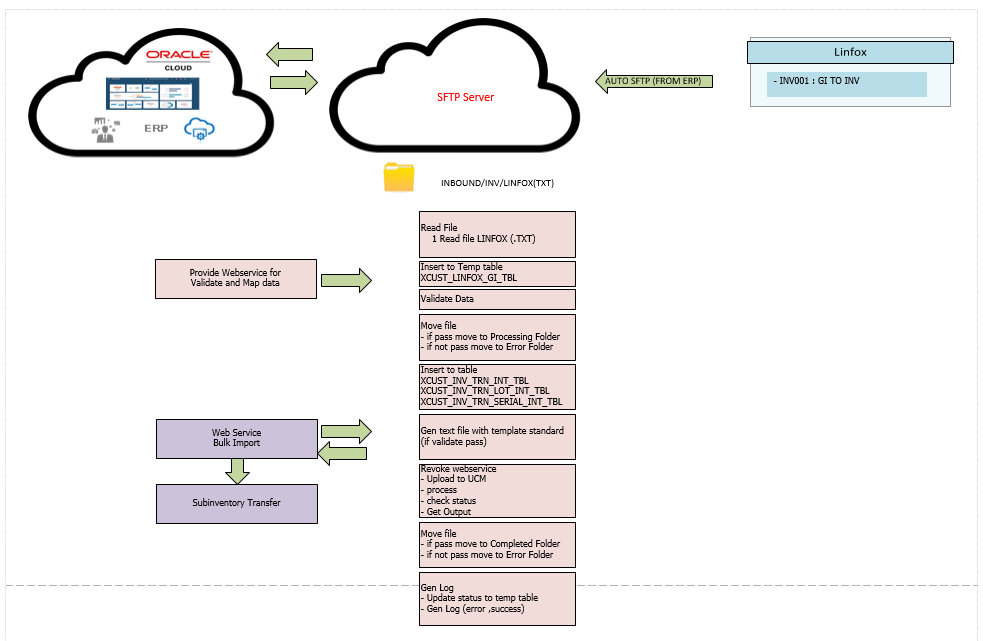 ORACLE
CLOUD
ERP
SFTP Server
AUTO SFTP (FROM ERP)
Linfox
- INV001 : GI TO INV
INBOUND/INV/LINFOX(TXT)
Read File
1 Read file LINFOX (.TXT)
Provide Webservice for
Validate and Map data
Insert to Temp table
XCUST_LINFOX_GI_TBL
Validate Data
Move file
- if pass move to Processing Folder
- if not pass move to Error Folder
Insert to table
XCUST_INV_TRN_INT_TBL
XCUST_INV_TRN_LOT_INT_TBL
XCUST_INV_TRN_SERIAL_INT_TBL
Web Service
Bulk Import
Gen text file with template standard
(if validate pass)
Subinventory Transfer
Revoke webservice
- Upload to UCM
- process
- check status
- Get Output
Move file
- if pass move to Completed Folder
- if not pass move to Error Folder
Gen Log
- Update status to temp table
- Gen Log (error ,success)